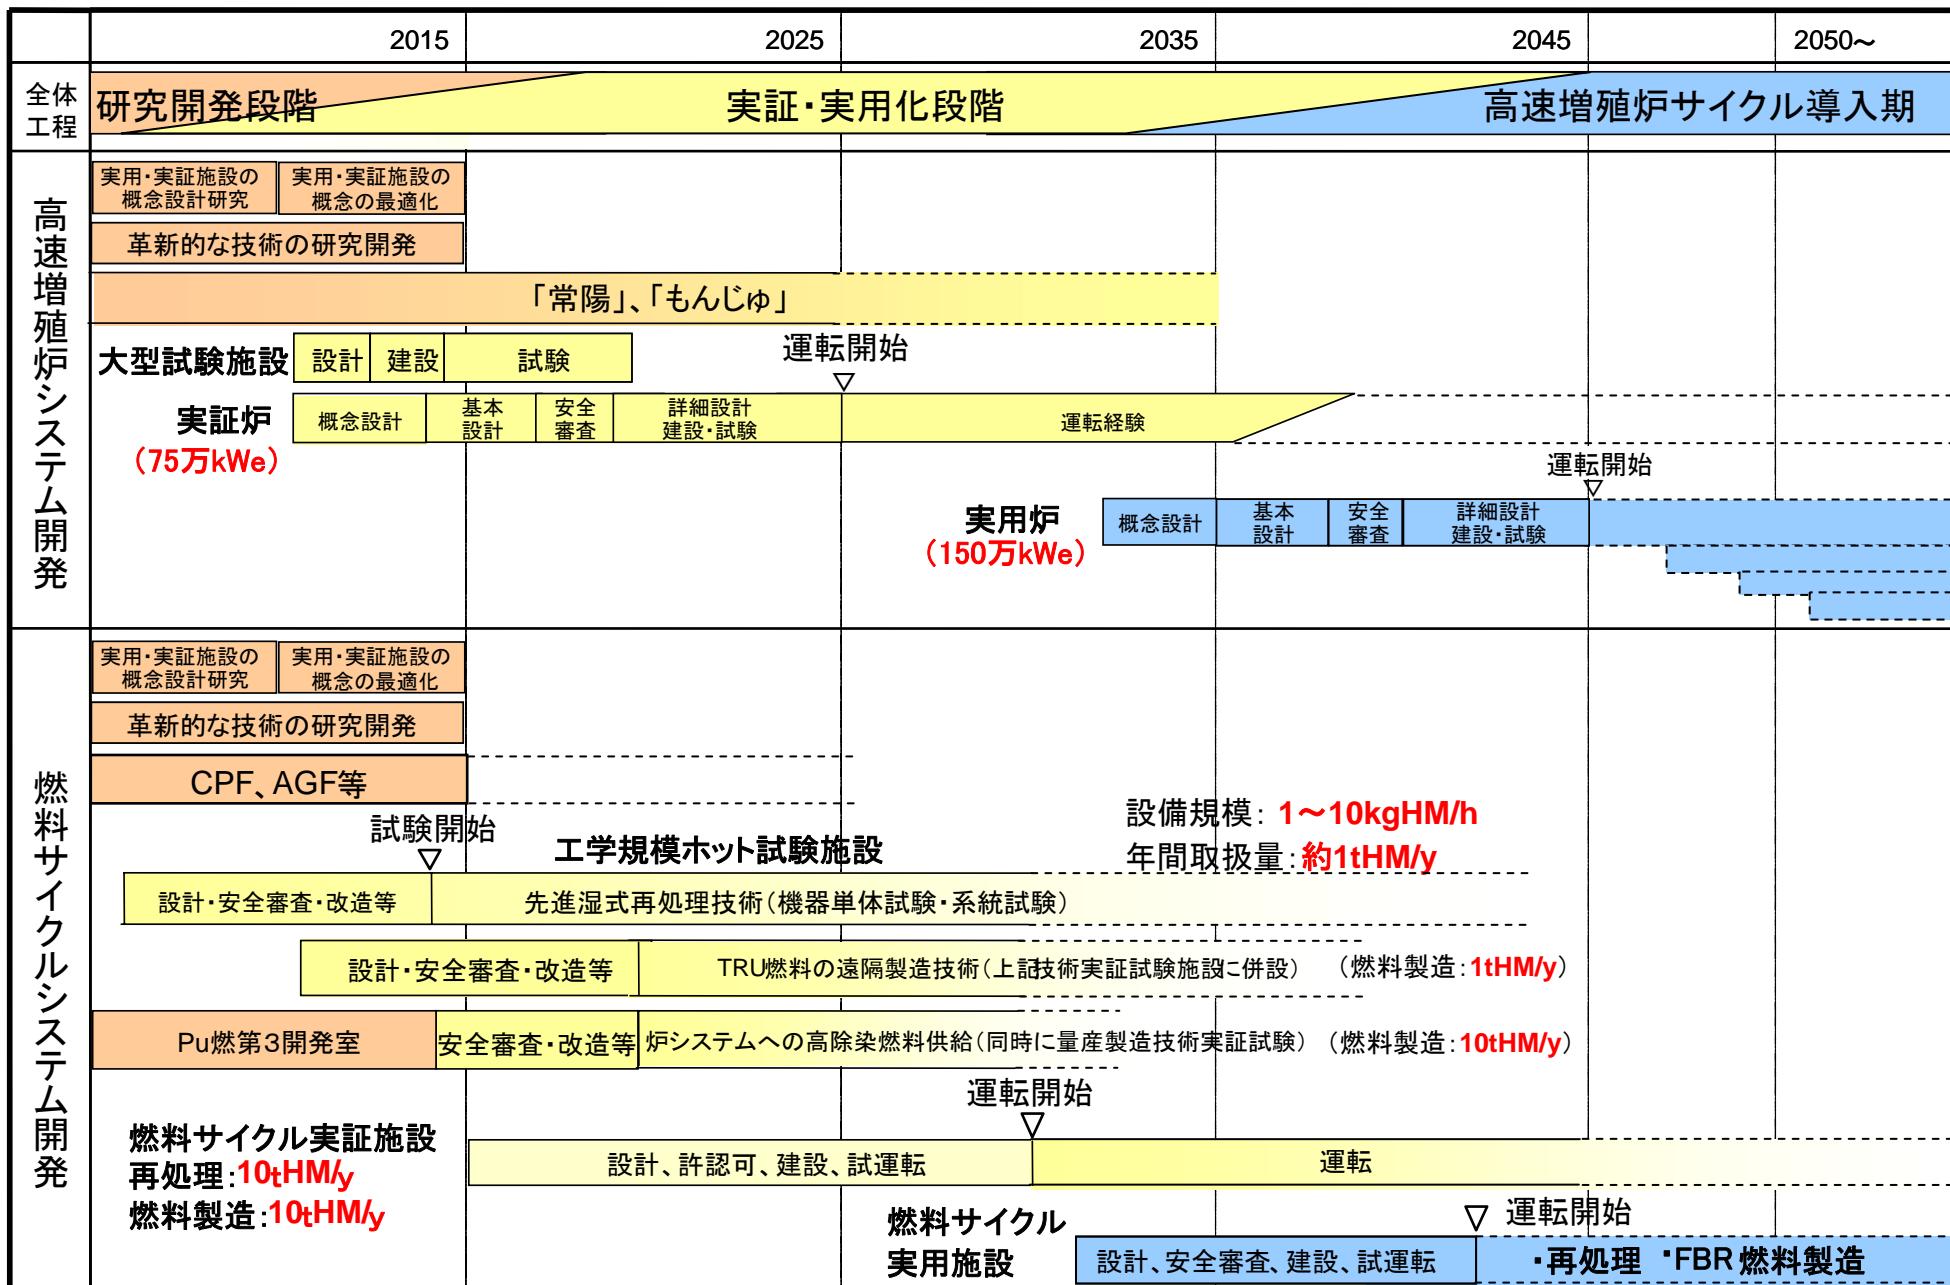 2015
2025
2035
2045
2050～
全体
工程
研究開発段階
実証・実用化段階
高速増殖炉サイクル導入期
高速増殖炉システム開発
実用・実証施設の
概念設計研究
実用・実証施設の
概念の最適化
革新的な技術の研究開発
「常陽」、「もんじゅ」
大型試験施設
設計
建設
試験
運転開始
実証炉
（75万kWe）
概念設計
基本
設計
安全
審査
詳細設計
建設・試験
運転経験
運転開始
実用炉
（150万kWe）
概念設計
基本
設計
安全
審査
詳細設計
建設・試験
燃料サイクルシステム開発
実用・実証施設の
概念設計研究
実用・実証施設の
概念の最適化
革新的な技術の研究開発
CPF、AGF等
試験開始
工学規模ホット試験施設
設備規模： 1～10kgHM/h
年間取扱量：約1tHM/y
設計・安全審査・改造等
先進湿式再処理技術（機器単体試験・系統試験）
設計・安全審査・改造等
TRU燃料の遠隔製造技術（上記技術実証試験施設に併設）
（燃料製造：1tHM/y）
Pu燃第3開発室
安全審査・改造等
炉システムへの高除染燃料供給（同時に量産製造技術実証試験）
（燃料製造：10tHM/y）
運転開始
燃料サイクル実証施設
再処理：10tHM/y
燃料製造：10tHM/y
設計、許認可、建設、試運転
運転
燃料サイクル
実用施設
運転開始
設計、安全審査、建設、試運転
・再処理 ・FBR燃料製造